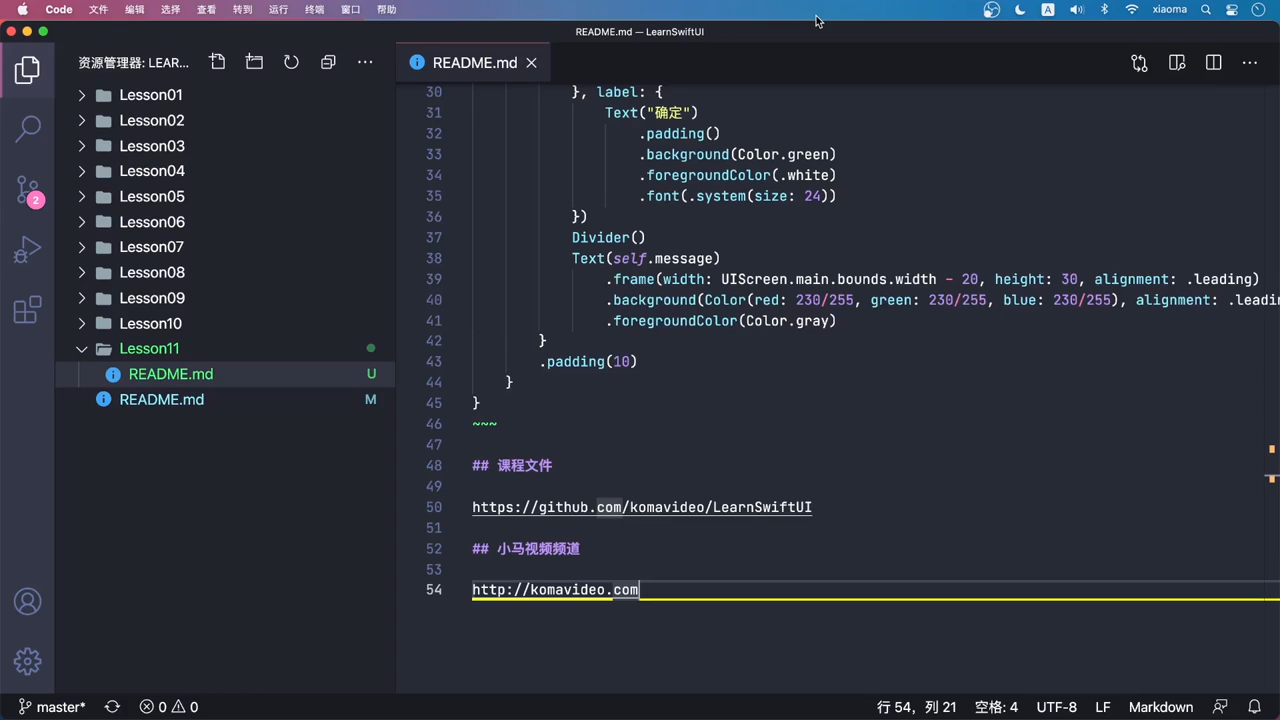 Code 文件 编辑 选择 查看 转到 运行 终端 窗口 帮助 A xiaoma
README.md — LearnSwiftUI
资源管理器: LEAR...
README.md
Lesson01
Lesson02
Lesson03
Lesson04
Lesson05
Lesson06
Lesson07
Lesson08
Lesson09
Lesson10
Lesson11
README.md U
README.md M
2
30 }, label: {
31 Text("确定")
32 .padding()
33 .background(Color.green)
34 .foregroundColor(.white)
35 .font(.system(size: 24))
36 })
37 Divider()
38 Text(self.message)
39 .frame(width: UIScreen.main.bounds.width - 20, height: 30, alignment: .leading)
40 .background(Color(red: 230/255, green: 230/255, blue: 230/255), alignment: .leadin
41 .foregroundColor(Color.gray)
42 }
43 .padding(10)
44 }
45 }
46 ~~~
47
48 ## 课程文件
49
50 https://github.com/komavideo/LearnSwiftUI
51
52 ## 小马视频频道
53
54 http://komavideo.com
master* 0 0 行 54，列 21 空格: 4 UTF-8 LF Markdown